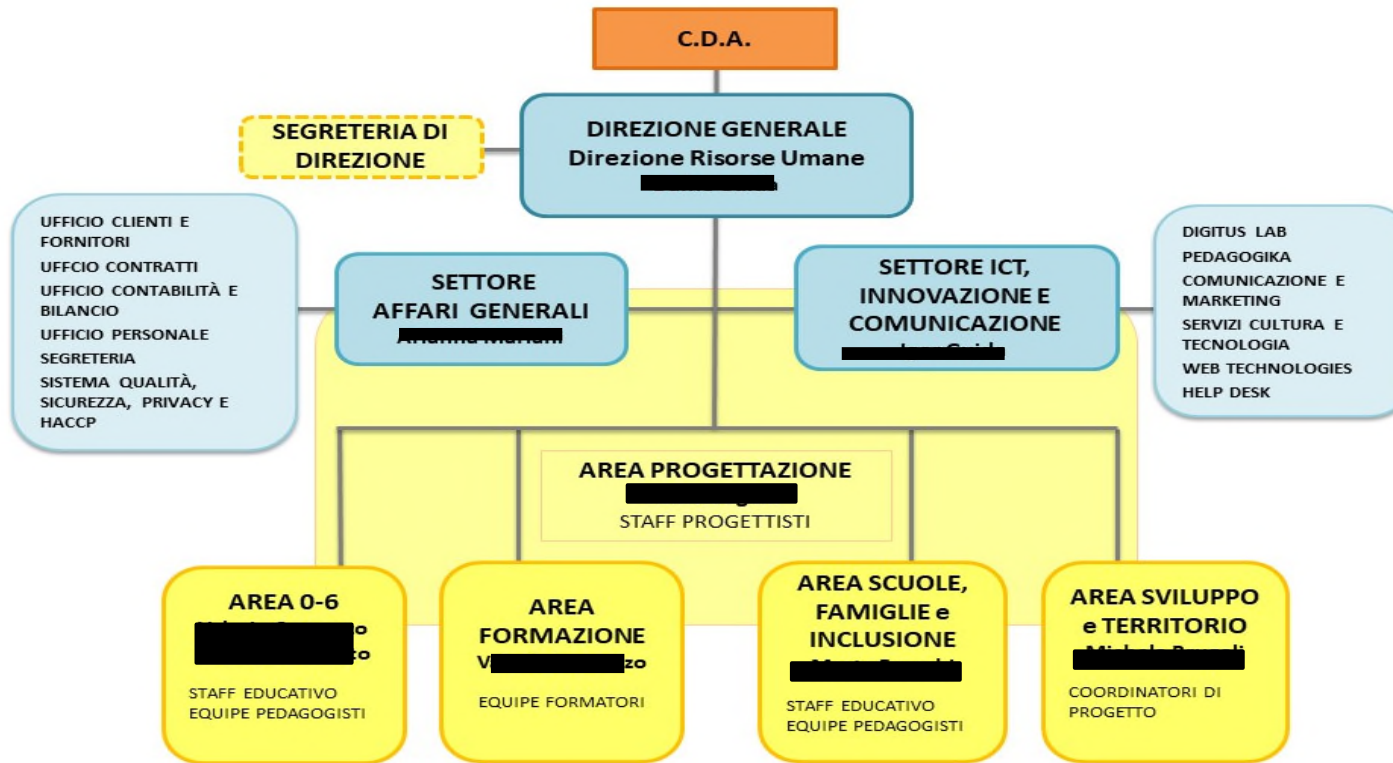 C.D.A.
SEGRETERIA DI
DIREZIONE
DIREZIONE GENERALE
Direzione Risorse Umane
UFFICIO CLIENTI E
FORNITORI
UFFCIO CONTRATTI
UFFICIO CONTABILITÀ E
BILANCIO
UFFICIO PERSONALE
SEGRETERIA
SISTEMA QUALITÀ,
SICUREZZA, PRIVACY E
HACCP
SETTORE
AFFARI GENERALI
SETTORE ICT,
INNOVAZIONE E
COMUNICAZIONE
DIGITUS LAB
PEDAGOGIKA
COMUNICAZIONE E
MARKETING
SERVIZI CULTURA E
TECNOLOGIA
WEB TECHNOLOGIES
HELP DESK
AREA PROGETTAZIONE
STAFF PROGETTISTI
AREA 0-6
STAFF EDUCATIVO
EQUIPE PEDAGOGISTI
AREA
FORMAZIONE
EQUIPE FORMATORI
AREA SCUOLE,
FAMIGLIE e
INCLUSIONE
STAFF EDUCATIVO
EQUIPE PEDAGOGISTI
AREA SVILUPPO
e TERRITORIO
COORDINATORI DI
PROGETTO